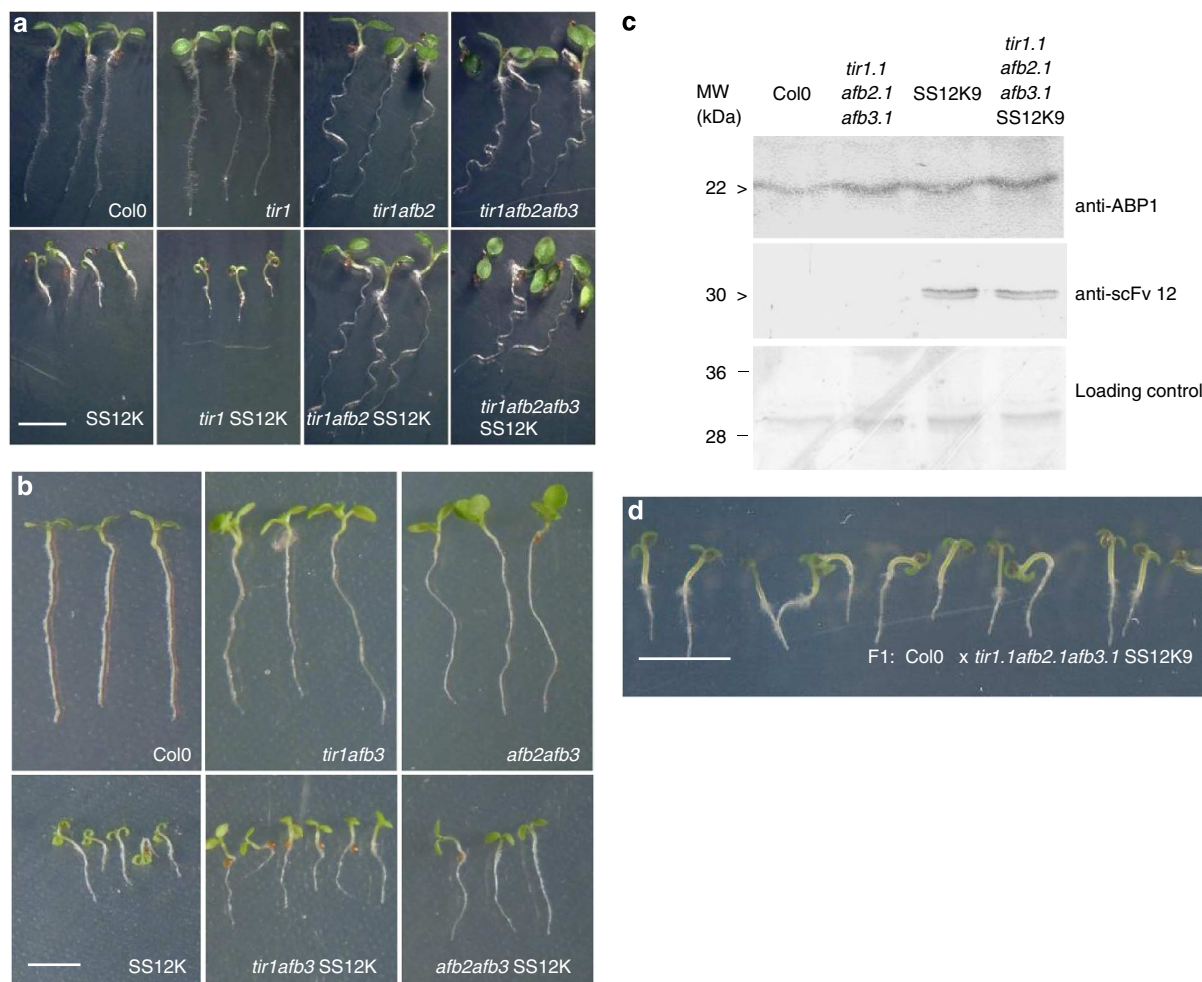 a
Col0
tir1
tir1afb2
tir1afb2afb3
SS12K
tir1 SS12K
tir1afb2 SS12K
tir1afb2afb3
SS12K
b
Col0
tir1afb3
afb2afb3
SS12K
tir1afb3 SS12K
afb2afb3 SS12K
c
MW
(kDa)
Col0
tir1.1
afb2.1
afb3.1
SS12K9
tir1.1
afb2.1
afb3.1
SS12K9
22 >
anti-ABP1
30 >
anti-scFv 12
36 –
28 –
Loading control
d
F1: Col0 x tir1.1afb2.1afb3.1 SS12K9